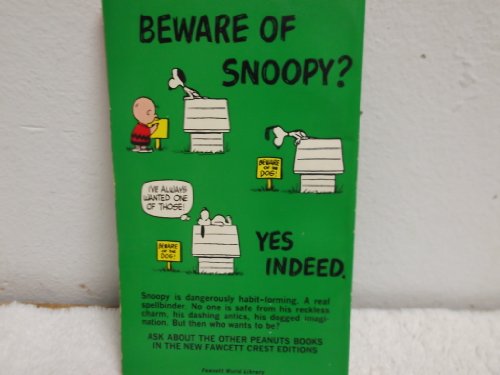 BEWARE OF
SNOOPY?
BEWARE
OF THE
DOG!
I'VE ALWAYS
WANTED ONE
OF THOSE!
BEWARE
OF THE
DOG!
YES
INDEED.
Snoopy is dangerously habit-forming. A real
spellbinder. No one is safe from his reckless
charm, his dashing antics, his dogged imagi-
nation. But then who wants to be?
ASK ABOUT THE OTHER PEANUTS BOOKS
IN THE NEW FAWCETT CREST EDITIONS
Fawcett World Library